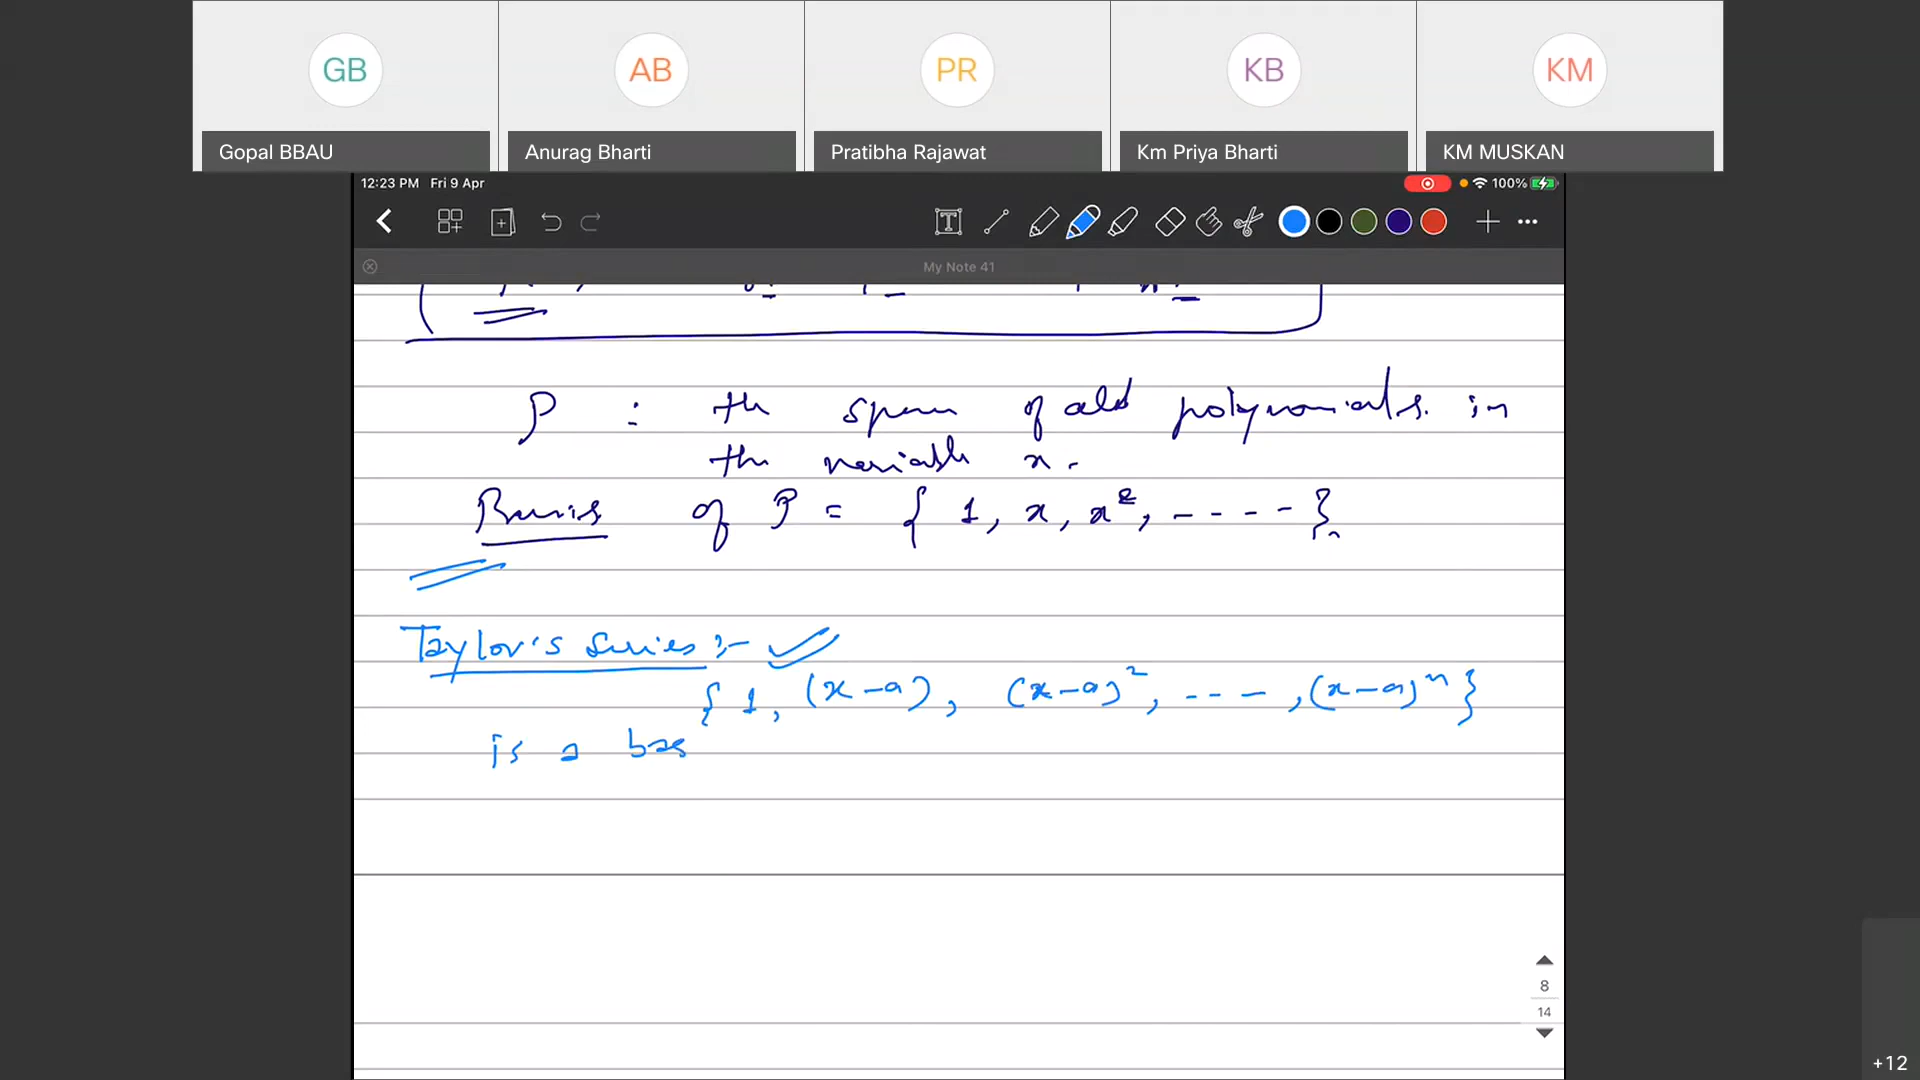 GB AB PR KB KM
Gopal BBAU Anurag Bharti Pratibha Rajawat Km Priya Bharti KM MUSKAN
12:23 PM Fri 9 Apr 100%
My Note 41
P : the space of all polynomials in
the variable x.
Basis of P = { 1, x, x², ---- }.
Taylor's Series :-
{ 1, (x-a), (x-a)², ---, (x-a)ⁿ }
is a bas
8
14
+12